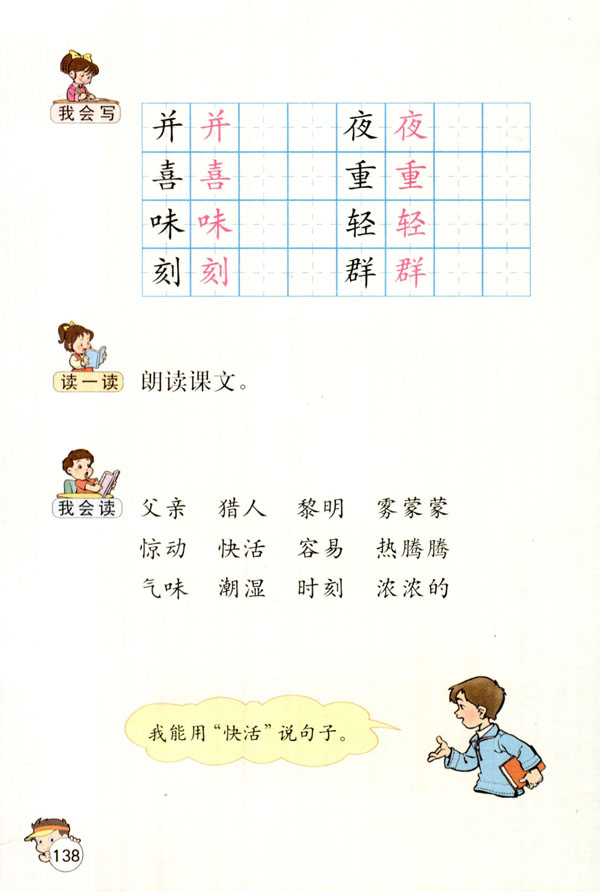 我会写
并 并 夜 夜
喜 喜 重 重
味 味 轻 轻
刻 刻 群 群
读一读 朗读课文。
我会读
父亲 猎人 黎明 雾蒙蒙
惊动 快活 容易 热腾腾
气味 潮湿 时刻 浓浓的
我能用“快活”说句子。
138